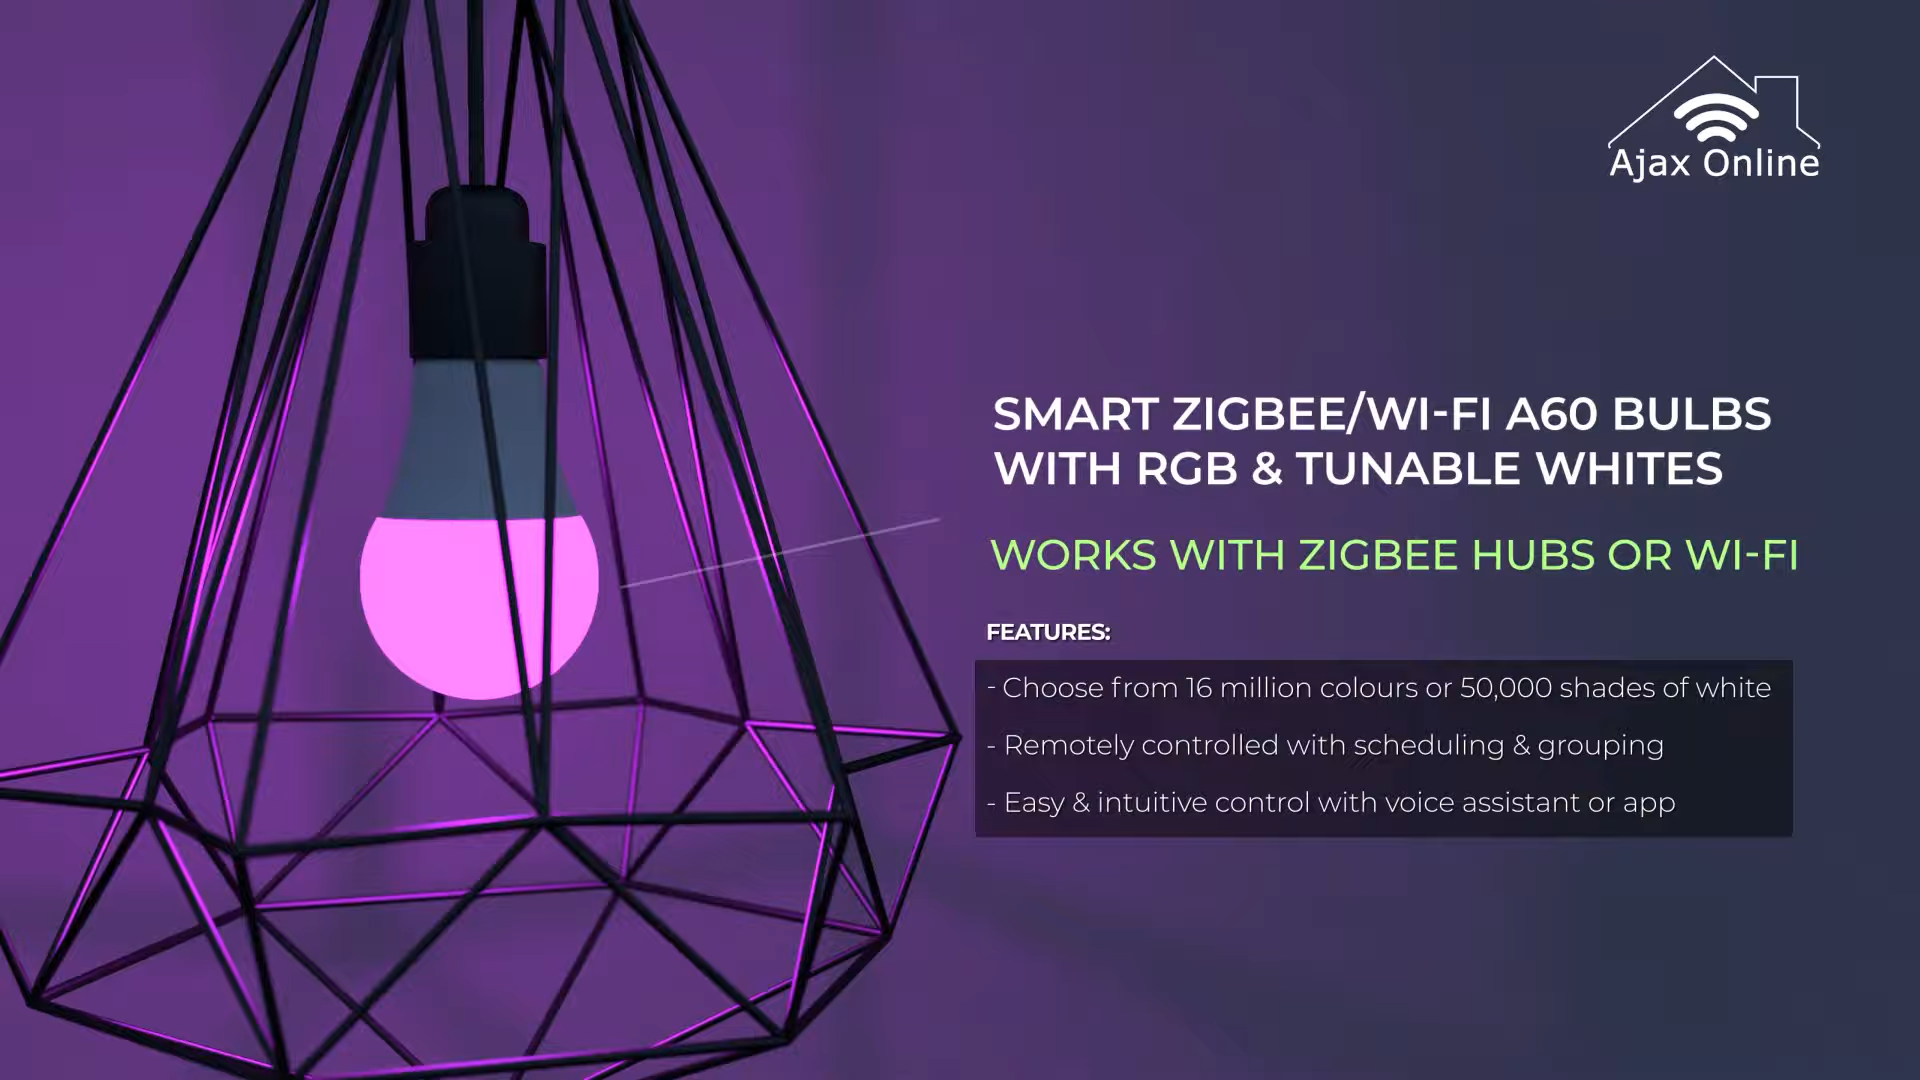 Ajax Online
SMART ZIGBEE/WI-FI A60 BULBS
WITH RGB & TUNABLE WHITES
WORKS WITH ZIGBEE HUBS OR WI-FI
FEATURES:
- Choose from 16 million colours or 50,000 shades of white
- Remotely controlled with scheduling & grouping
- Easy & intuitive control with voice assistant or app